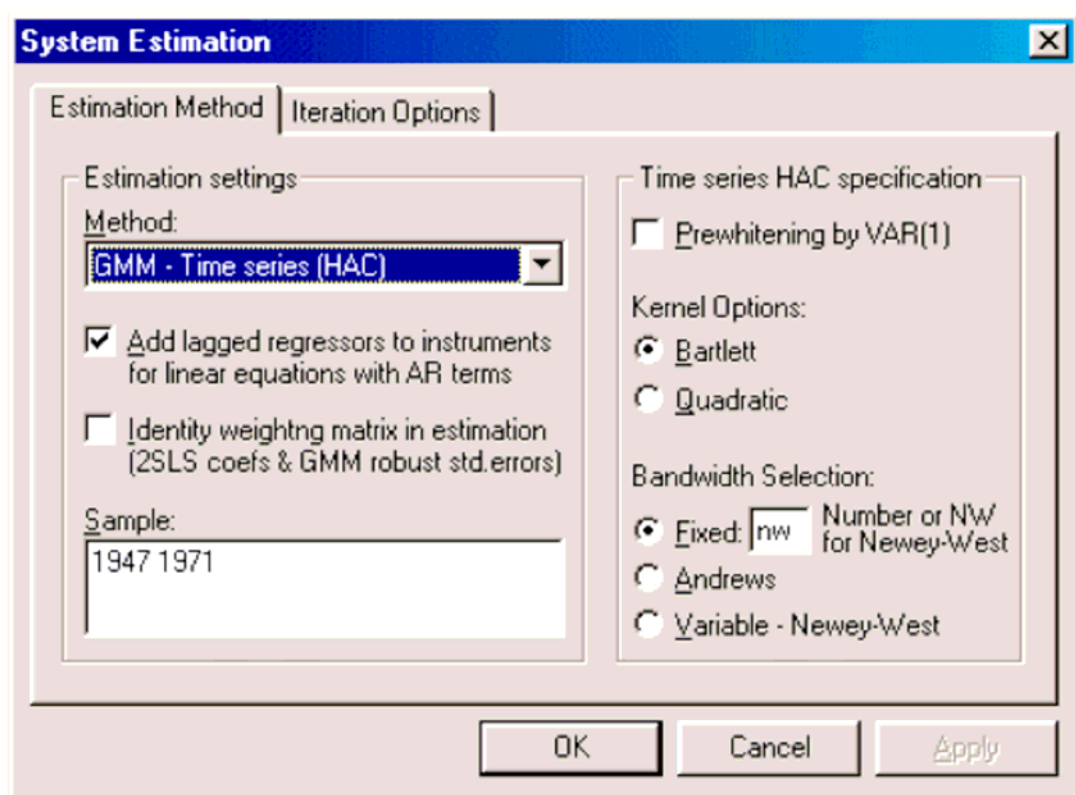 System Estimation
Estimation Method
Iteration Options
Estimation settings
Method:
GMM - Time series (HAC)
Add lagged regressors to instruments
for linear equations with AR terms
Identity weightng matrix in estimation
(2SLS coefs & GMM robust std.errors)
Sample:
1947 1971
Time series HAC specification
Prewhitening by VAR(1)
Kernel Options:
Bartlett
Quadratic
Bandwidth Selection:
Fixed: nw Number or NW
for Newey-West
Andrews
Variable - Newey-West
OK
Cancel
Apply